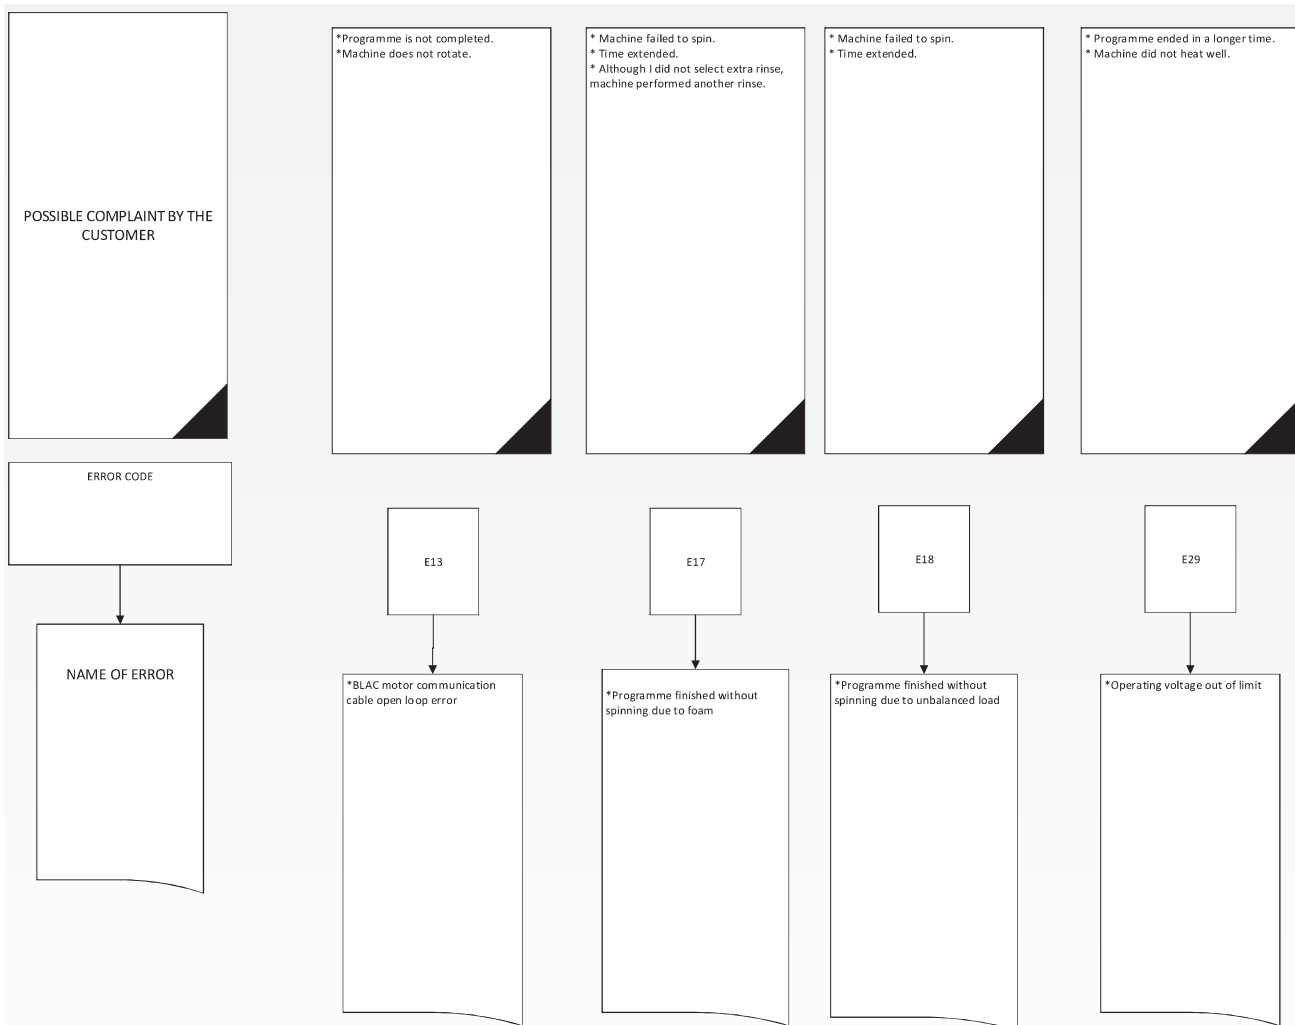 POSSIBLE COMPLAINT BY THE
CUSTOMER
*Programme is not completed.
*Machine does not rotate.
* Machine failed to spin.
* Time extended.
* Although I did not select extra rinse,
machine performed another rinse.
* Machine failed to spin.
* Time extended.
* Programme ended in a longer time.
* Machine did not heat well.
ERROR CODE
E13
E17
E18
E29
NAME OF ERROR
*BLAC motor communication
cable open loop error
*Programme finished without
spinning due to foam
*Programme finished without
spinning due to unbalanced load
*Operating voltage out of limit